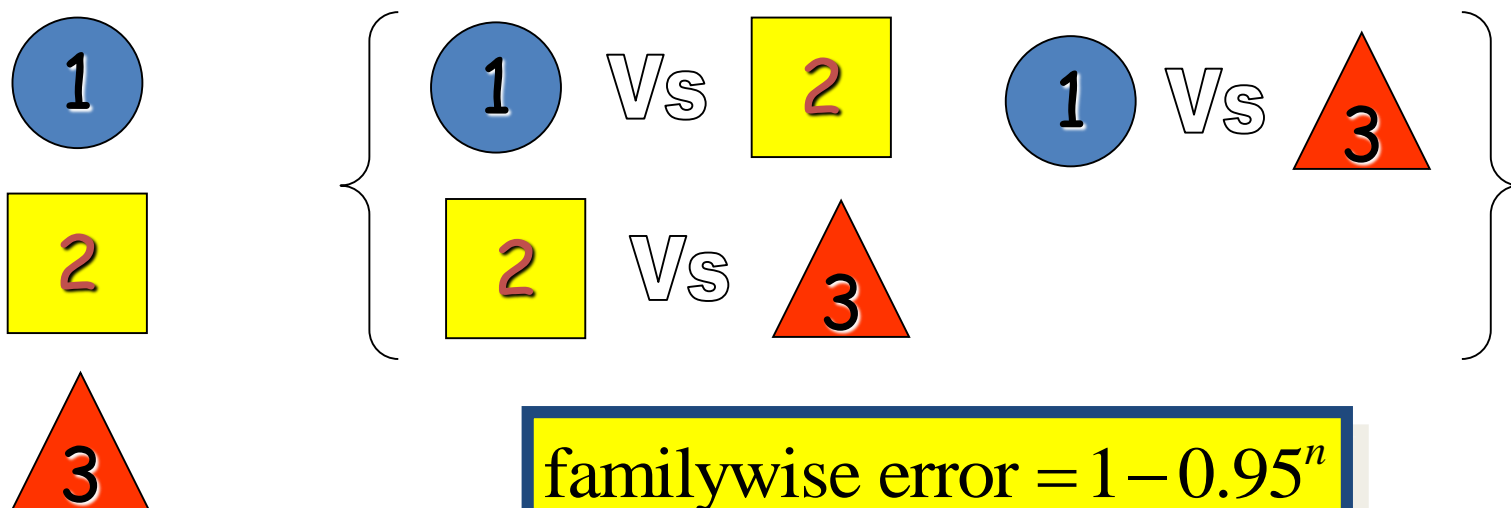 1
2
3
1 Vs 2
1 Vs 3
2 Vs 3
familywise error = 1 − 0.95ⁿ